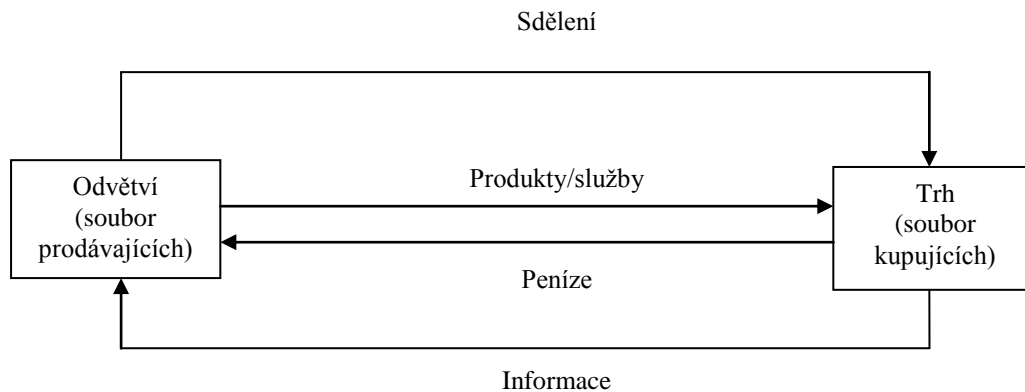 Sdělení
Odvětví
(soubor
prodávajících)
Produkty/služby
Peníze
Trh
(soubor
kupujících)
Informace